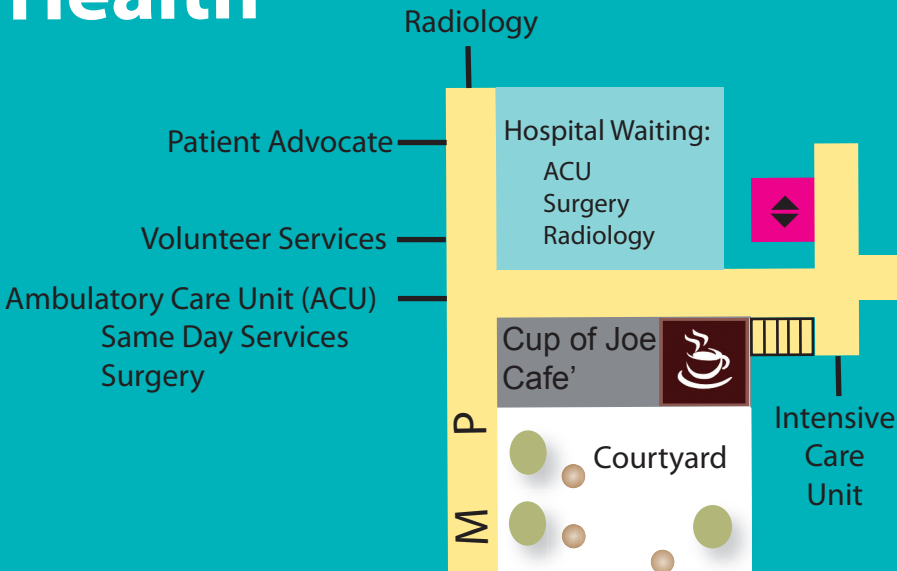 Health
Radiology
Patient Advocate
Hospital Waiting:
ACU
Surgery
Radiology
Volunteer Services
Ambulatory Care Unit (ACU)
Same Day Services
Surgery
Cup of Joe
Cafe’
Courtyard
Intensive
Care
Unit
M P